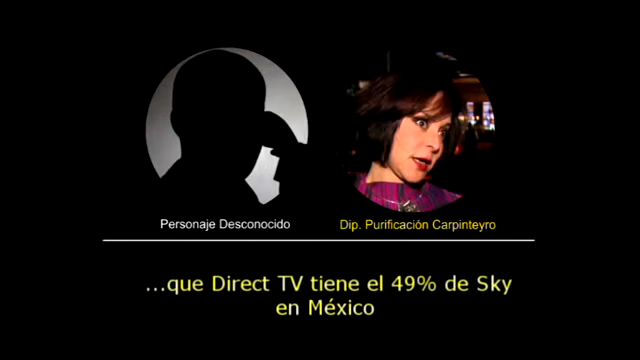 Personaje Desconocido
Dip. Purificación Carpinteyro
...que Direct TV tiene el 49% de Sky
en México